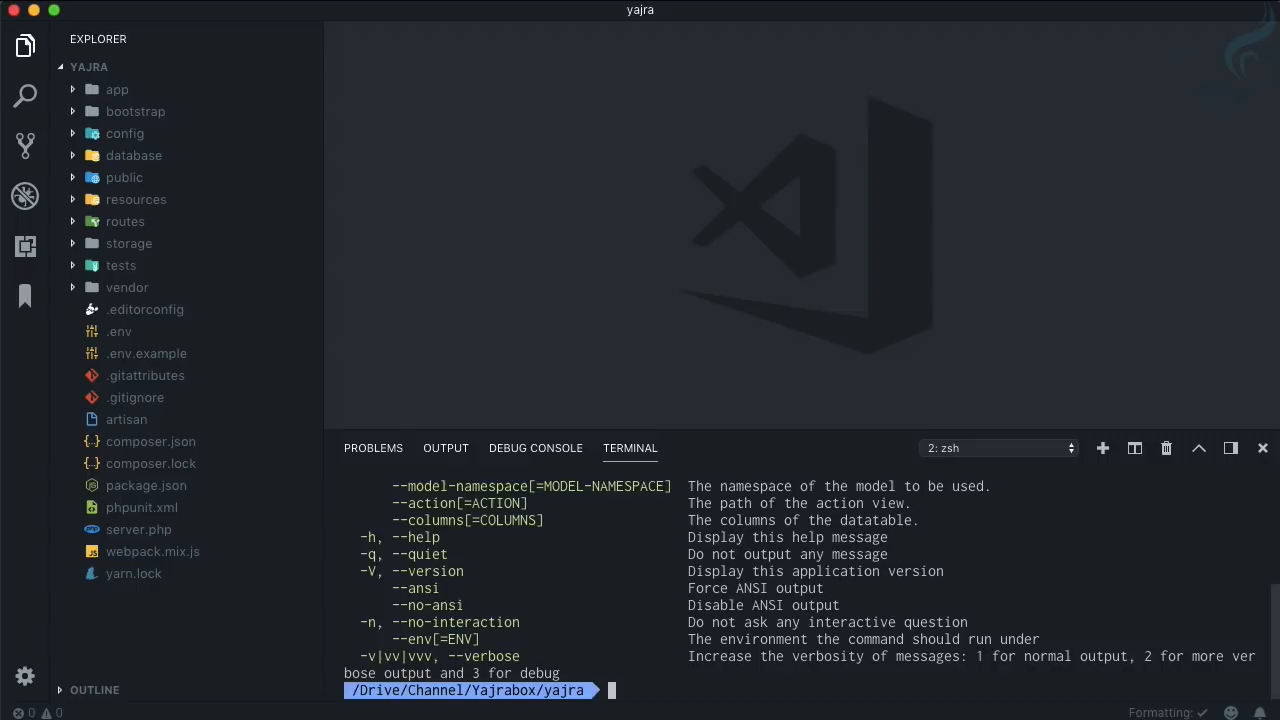 yajra
EXPLORER
YAJRA
app
bootstrap
config
database
public
resources
routes
storage
tests
vendor
.editorconfig
.env
.env.example
.gitattributes
.gitignore
artisan
composer.json
composer.lock
package.json
phpunit.xml
server.php
webpack.mix.js
yarn.lock
OUTLINE
PROBLEMS OUTPUT DEBUG CONSOLE TERMINAL 2: zsh
--model-namespace[=MODEL-NAMESPACE] The namespace of the model to be used.
--action[=ACTION] The path of the action view.
--columns[=COLUMNS] The columns of the datatable.
-h, --help Display this help message
-q, --quiet Do not output any message
-V, --version Display this application version
--ansi Force ANSI output
--no-ansi Disable ANSI output
-n, --no-interaction Do not ask any interactive question
--env[=ENV] The environment the command should run under
-v|vv|vvv, --verbose Increase the verbosity of messages: 1 for normal output, 2 for more ver
bose output and 3 for debug
/Drive/Channel/Yajrabox/yajra
0 0 Formatting: ✓